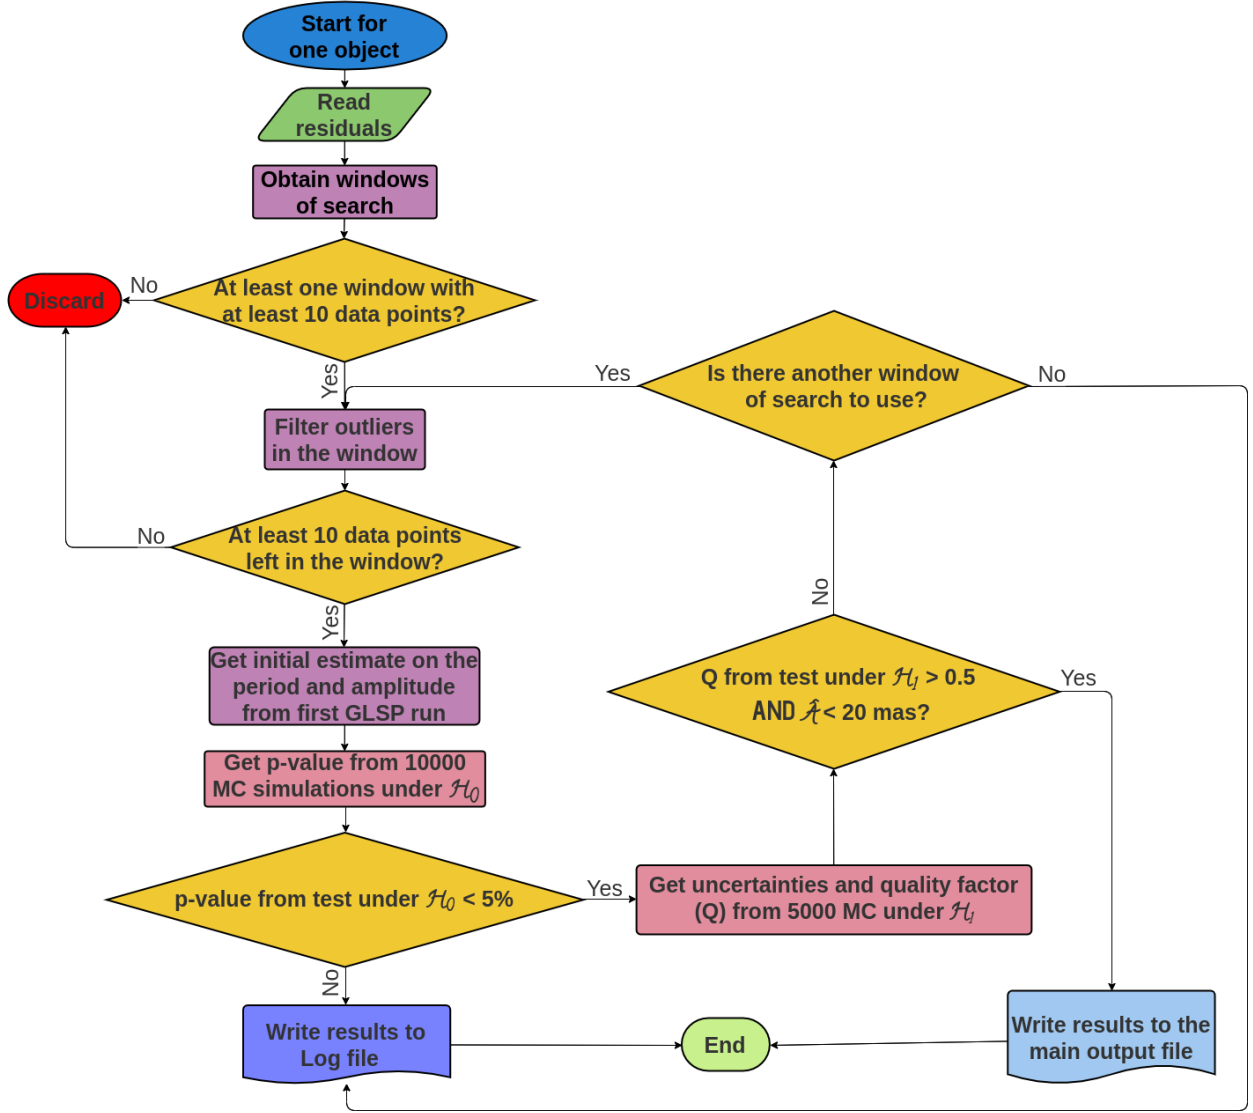 Start for
one object
Read
residuals
Obtain windows
of search
At least one window with
at least 10 data points?
No
Discard
Yes
Filter outliers
in the window
Yes
Is there another window
of search to use?
No
At least 10 data points
left in the window?
No
Yes
Get initial estimate on the
period and amplitude
from first GLSP run
Get p-value from 10000
MC simulations under ℋ₀
p-value from test under ℋ₀ < 5%
Yes
No
Get uncertainties and quality factor
(Q) from 5000 MC under ℋ₁
Q from test under ℋ₁ > 0.5
AND Â < 20 mas?
No
Yes
Write results to
Log file
End
Write results to the
main output file